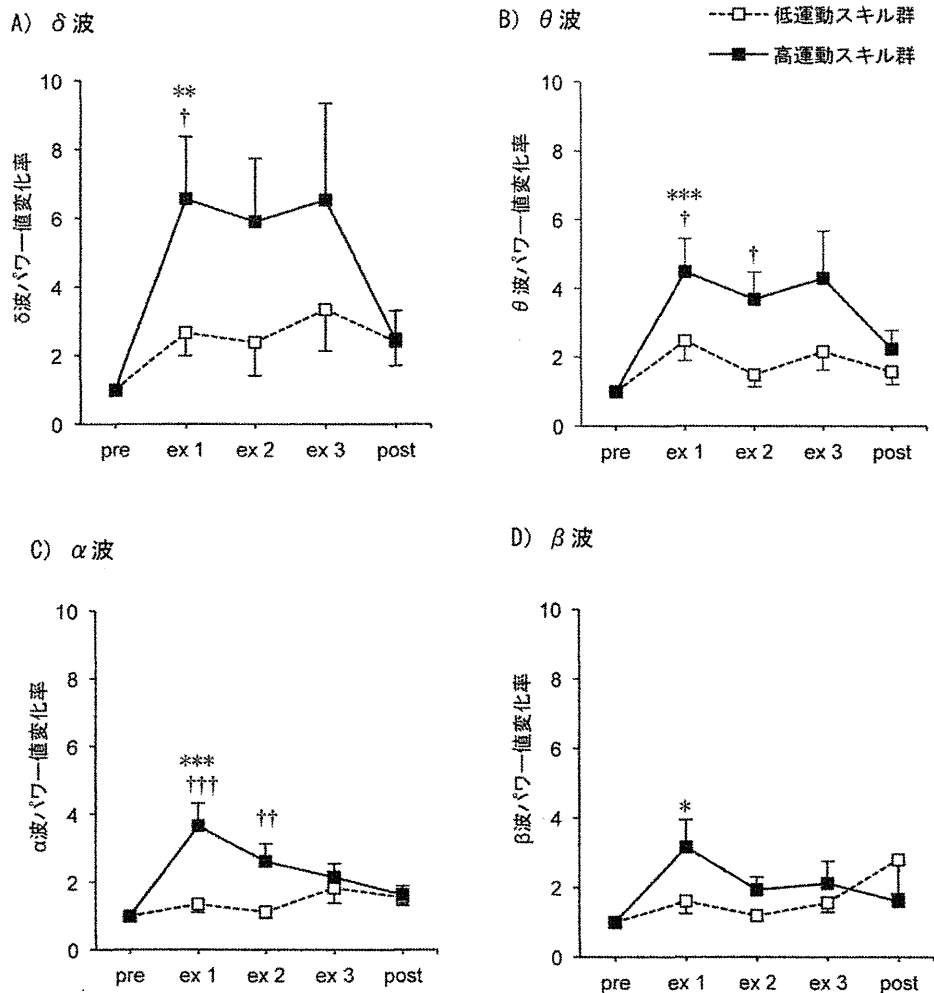 A) δ波
B) θ波
低運動スキル群
高運動スキル群
δ波パワー値変化率
10
8
6
4
2
0
**
†
pre ex 1 ex 2 ex 3 post
θ波パワー値変化率
10
8
6
4
2
0
***
†
†
pre ex 1 ex 2 ex 3 post
C) α波
D) β波
α波パワー値変化率
10
8
6
4
2
0
***
†††
††
pre ex 1 ex 2 ex 3 post
β波パワー値変化率
10
8
6
4
2
0
*
pre ex 1 ex 2 ex 3 post